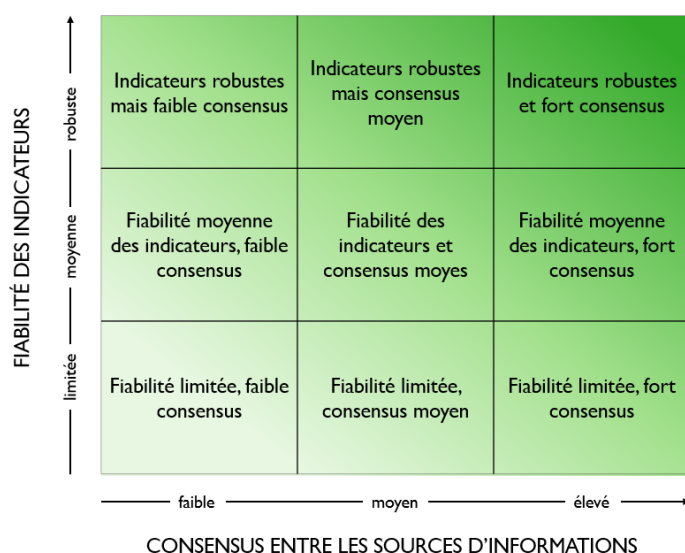 FIABILITÉ DES INDICATEURS
robuste
moyenne
limitée
Indicateurs robustes
mais faible consensus
Indicateurs robustes
mais consensus
moyen
Indicateurs robustes
et fort consensus
Fiabilité moyenne
des indicateurs, faible
consensus
Fiabilité des
indicateurs et
consensus moyes
Fiabilité moyenne
des indicateurs, fort
consensus
Fiabilité limitée, faible
consensus
Fiabilité limitée,
consensus moyen
Fiabilité limitée, fort
consensus
faible
moyen
élevé
CONSENSUS ENTRE LES SOURCES D'INFORMATIONS